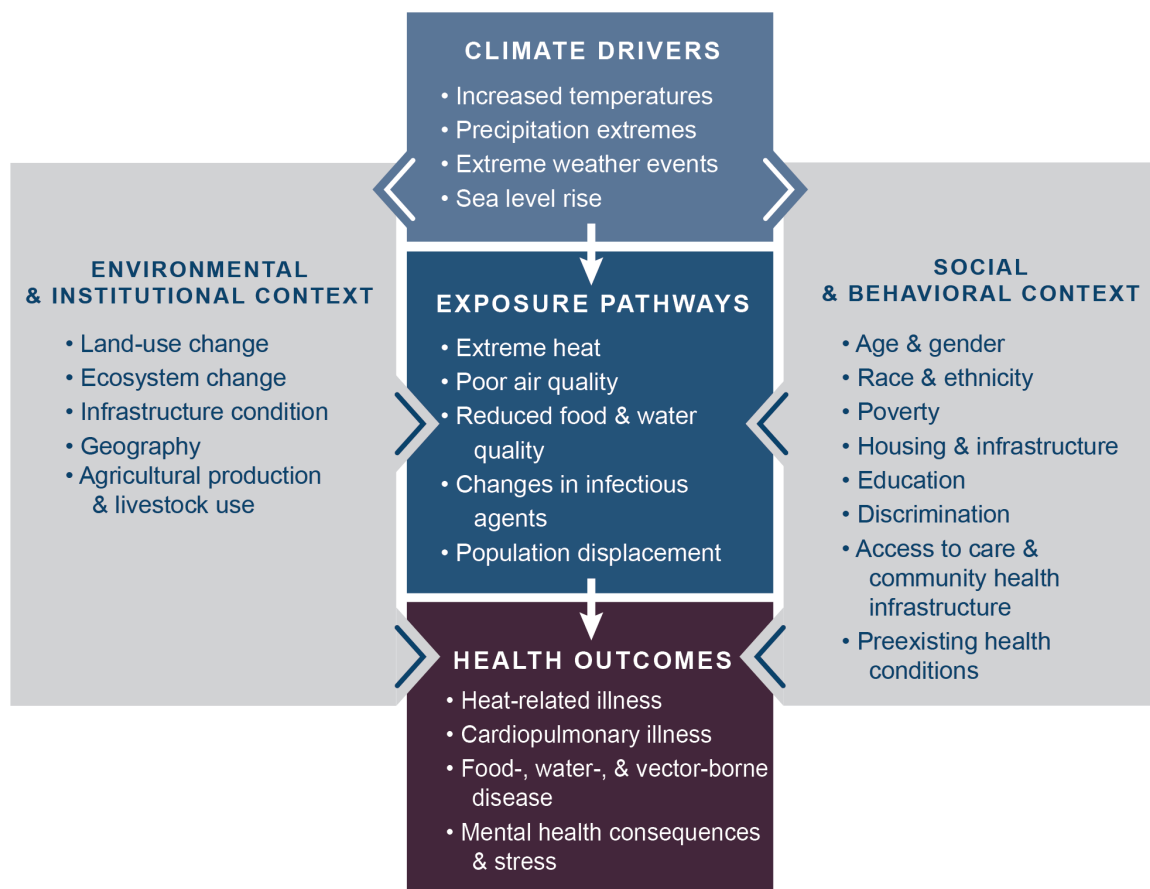 CLIMATE DRIVERS
• Increased temperatures
• Precipitation extremes
• Extreme weather events
• Sea level rise
ENVIRONMENTAL
& INSTITUTIONAL CONTEXT
• Land-use change
• Ecosystem change
• Infrastructure condition
• Geography
• Agricultural production
& livestock use
EXPOSURE PATHWAYS
• Extreme heat
• Poor air quality
• Reduced food & water
quality
• Changes in infectious
agents
• Population displacement
SOCIAL
& BEHAVIORAL CONTEXT
• Age & gender
• Race & ethnicity
• Poverty
• Housing & infrastructure
• Education
• Discrimination
• Access to care &
community health
infrastructure
• Preexisting health
conditions
HEALTH OUTCOMES
• Heat-related illness
• Cardiopulmonary illness
• Food-, water-, & vector-borne
disease
• Mental health consequences
& stress